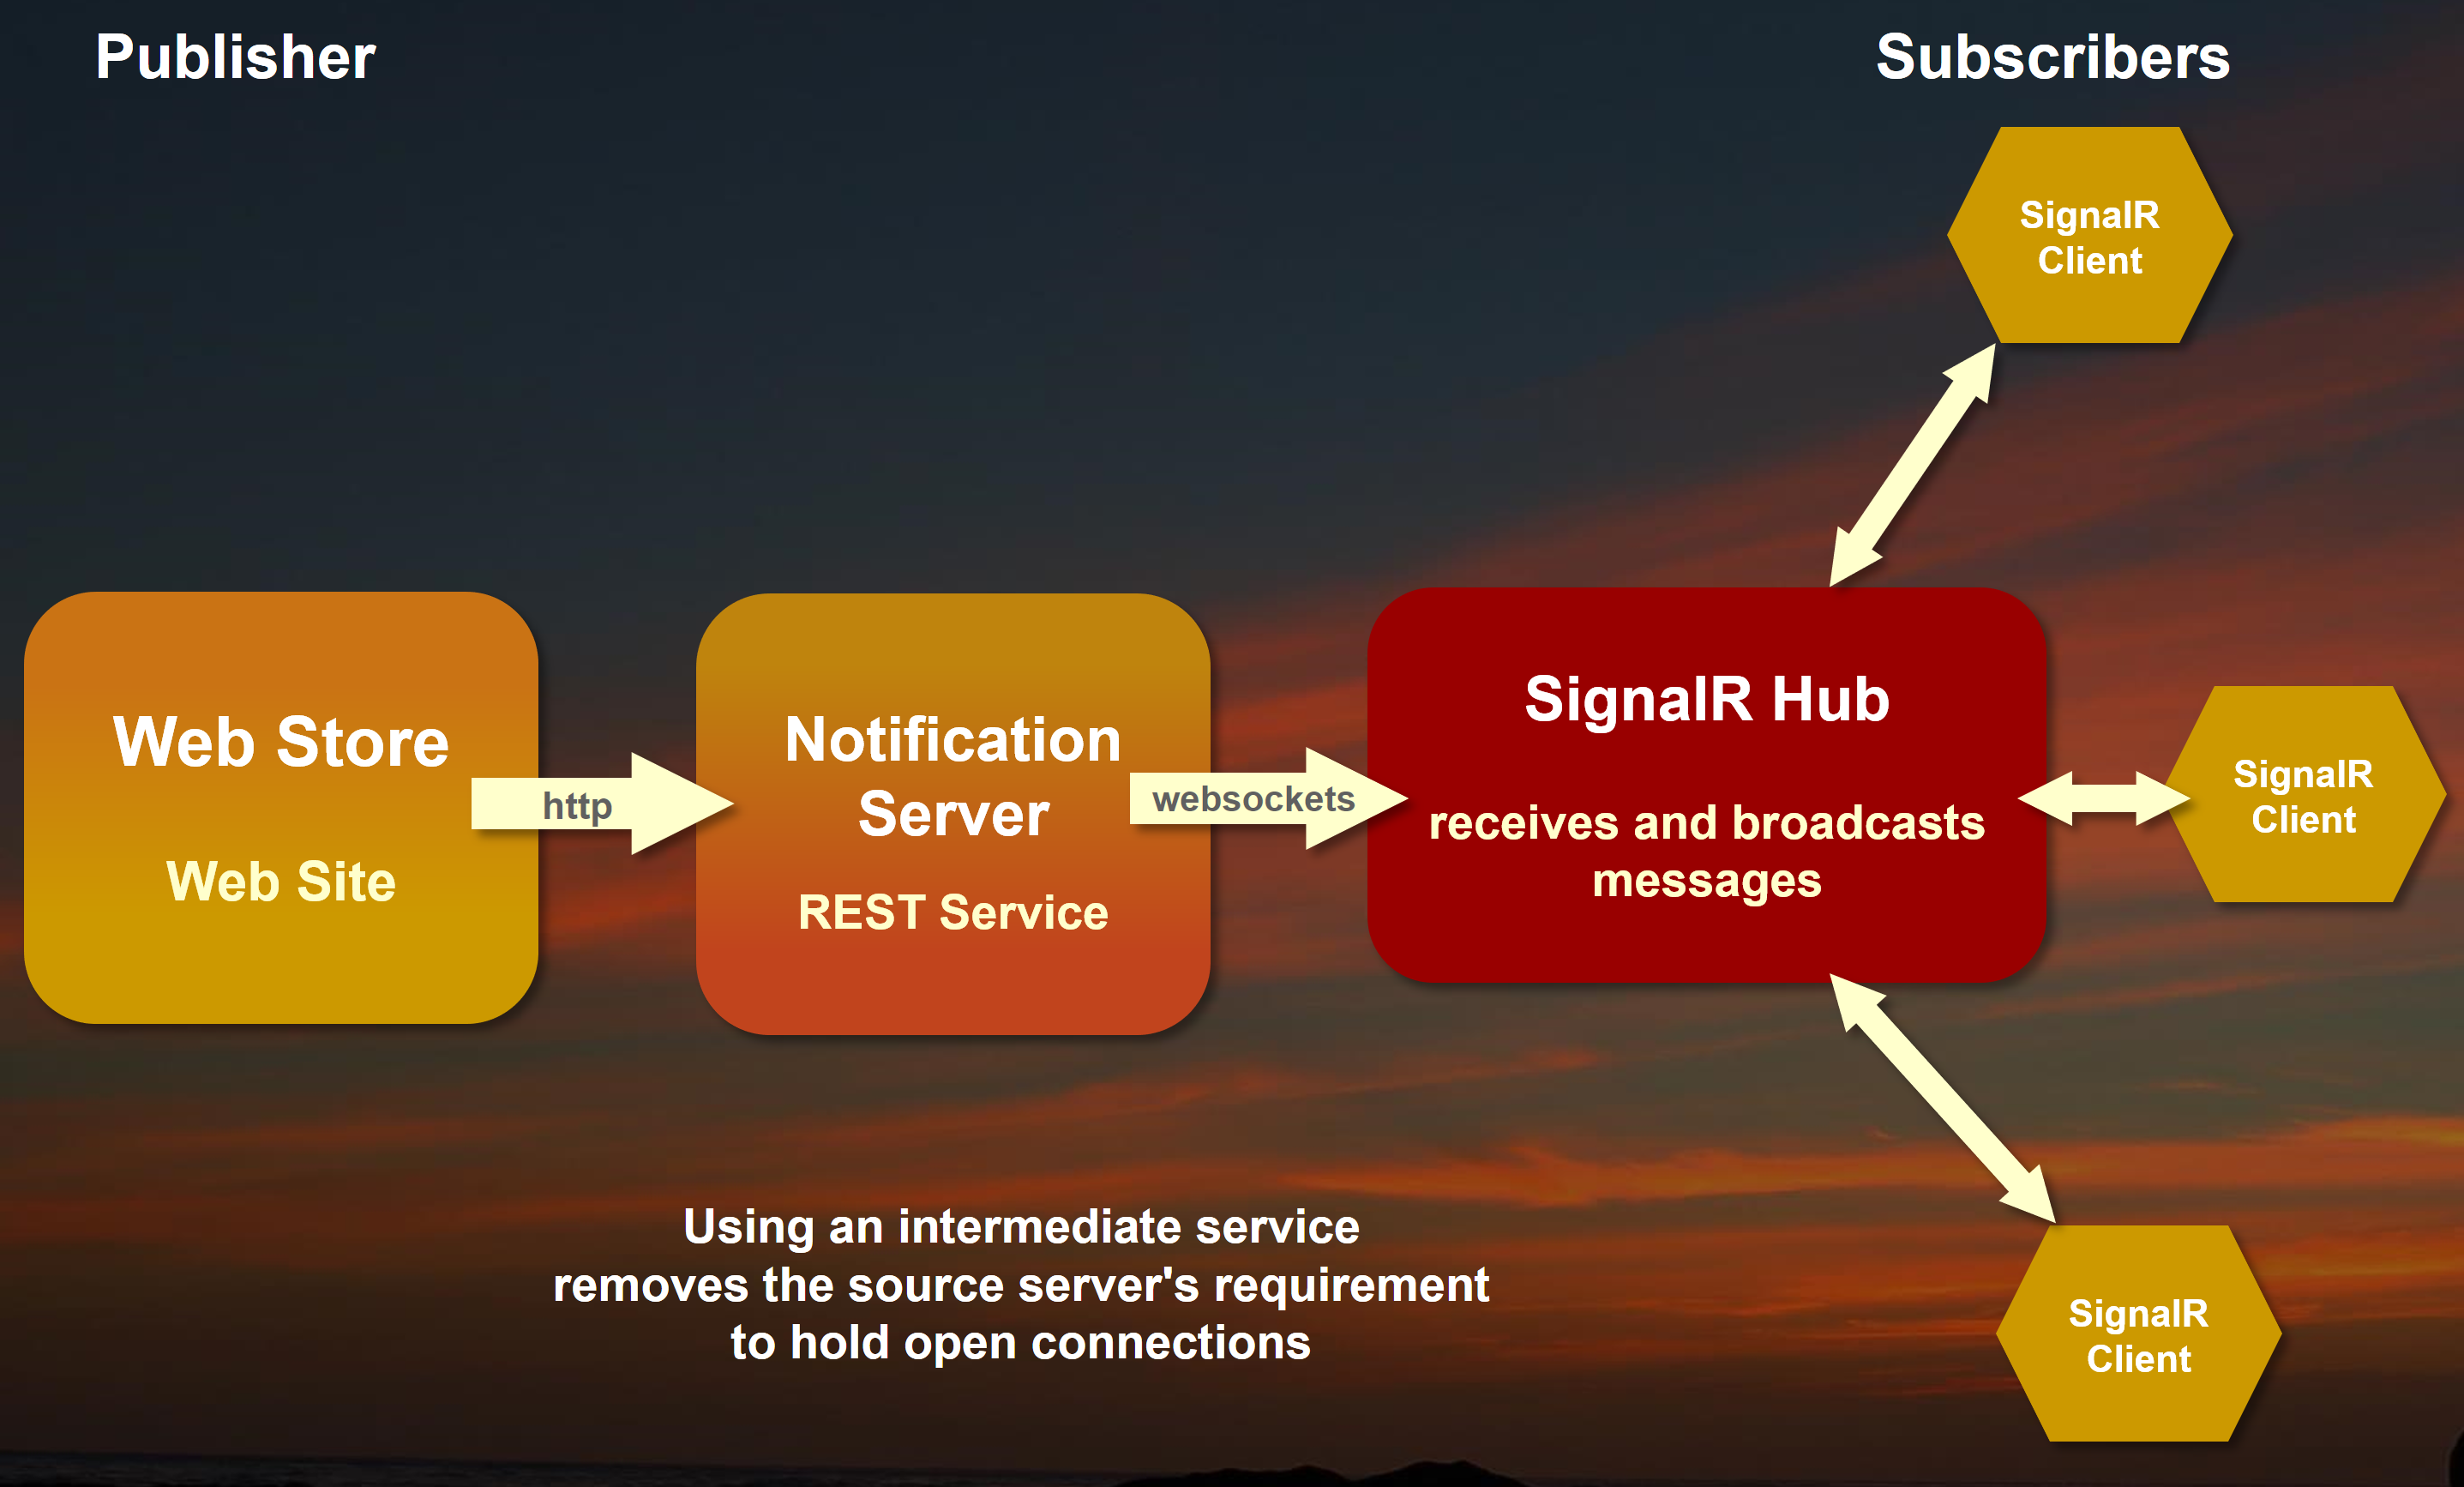 Publisher
Subscribers
SignalR
Client
Web Store
Web Site
http
Notification
Server
REST Service
websockets
SignalR Hub
receives and broadcasts
messages
SignalR
Client
Using an intermediate service
removes the source server's requirement
to hold open connections
SignalR
Client